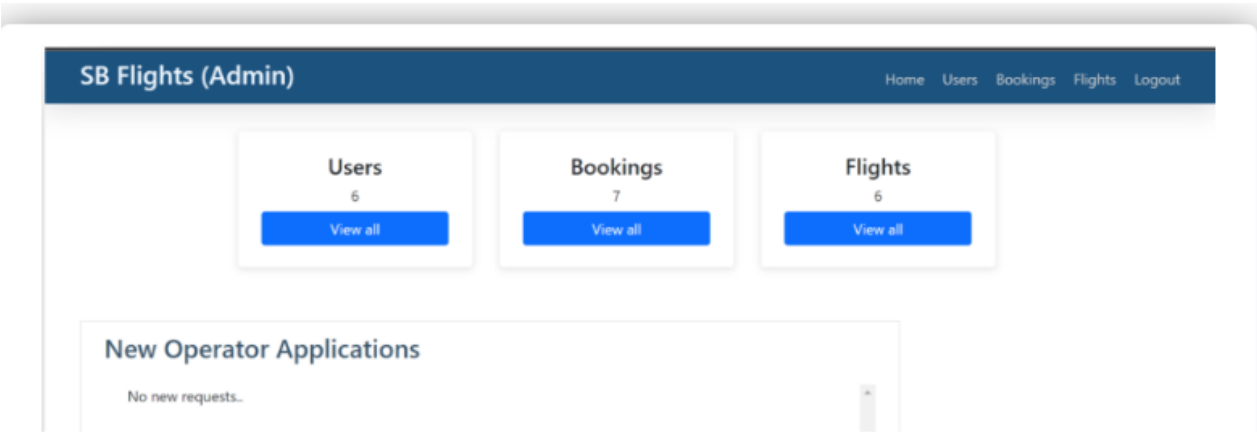 SB Flights (Admin)
Home Users Bookings Flights Logout
Users
6
View all
Bookings
7
View all
Flights
6
View all
New Operator Applications
No new requests..